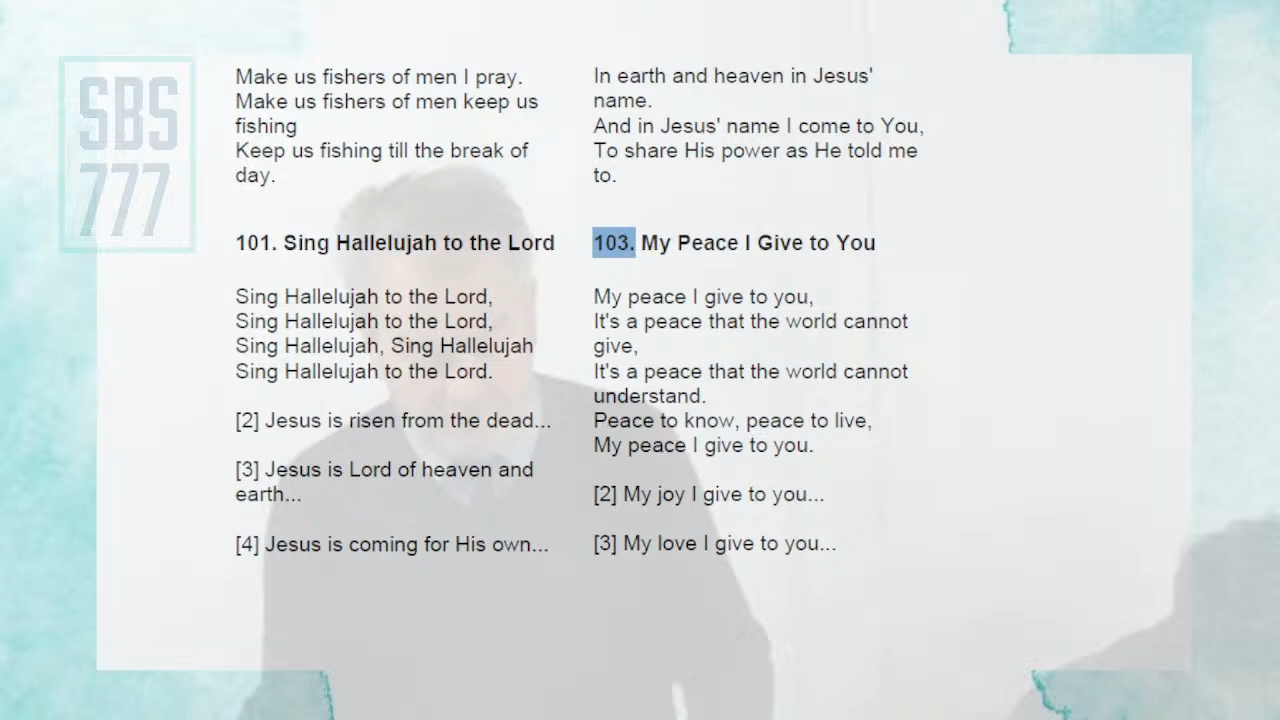 SBS
777
Make us fishers of men I pray.
Make us fishers of men keep us
fishing
Keep us fishing till the break of
day.
101. Sing Hallelujah to the Lord
Sing Hallelujah to the Lord,
Sing Hallelujah to the Lord,
Sing Hallelujah, Sing Hallelujah
Sing Hallelujah to the Lord.
[2] Jesus is risen from the dead...
[3] Jesus is Lord of heaven and
earth...
[4] Jesus is coming for His own...
In earth and heaven in Jesus'
name.
And in Jesus' name I come to You,
To share His power as He told me
to.
103. My Peace I Give to You
My peace I give to you,
It's a peace that the world cannot
give,
It's a peace that the world cannot
understand.
Peace to know, peace to live,
My peace I give to you.
[2] My joy I give to you...
[3] My love I give to you...